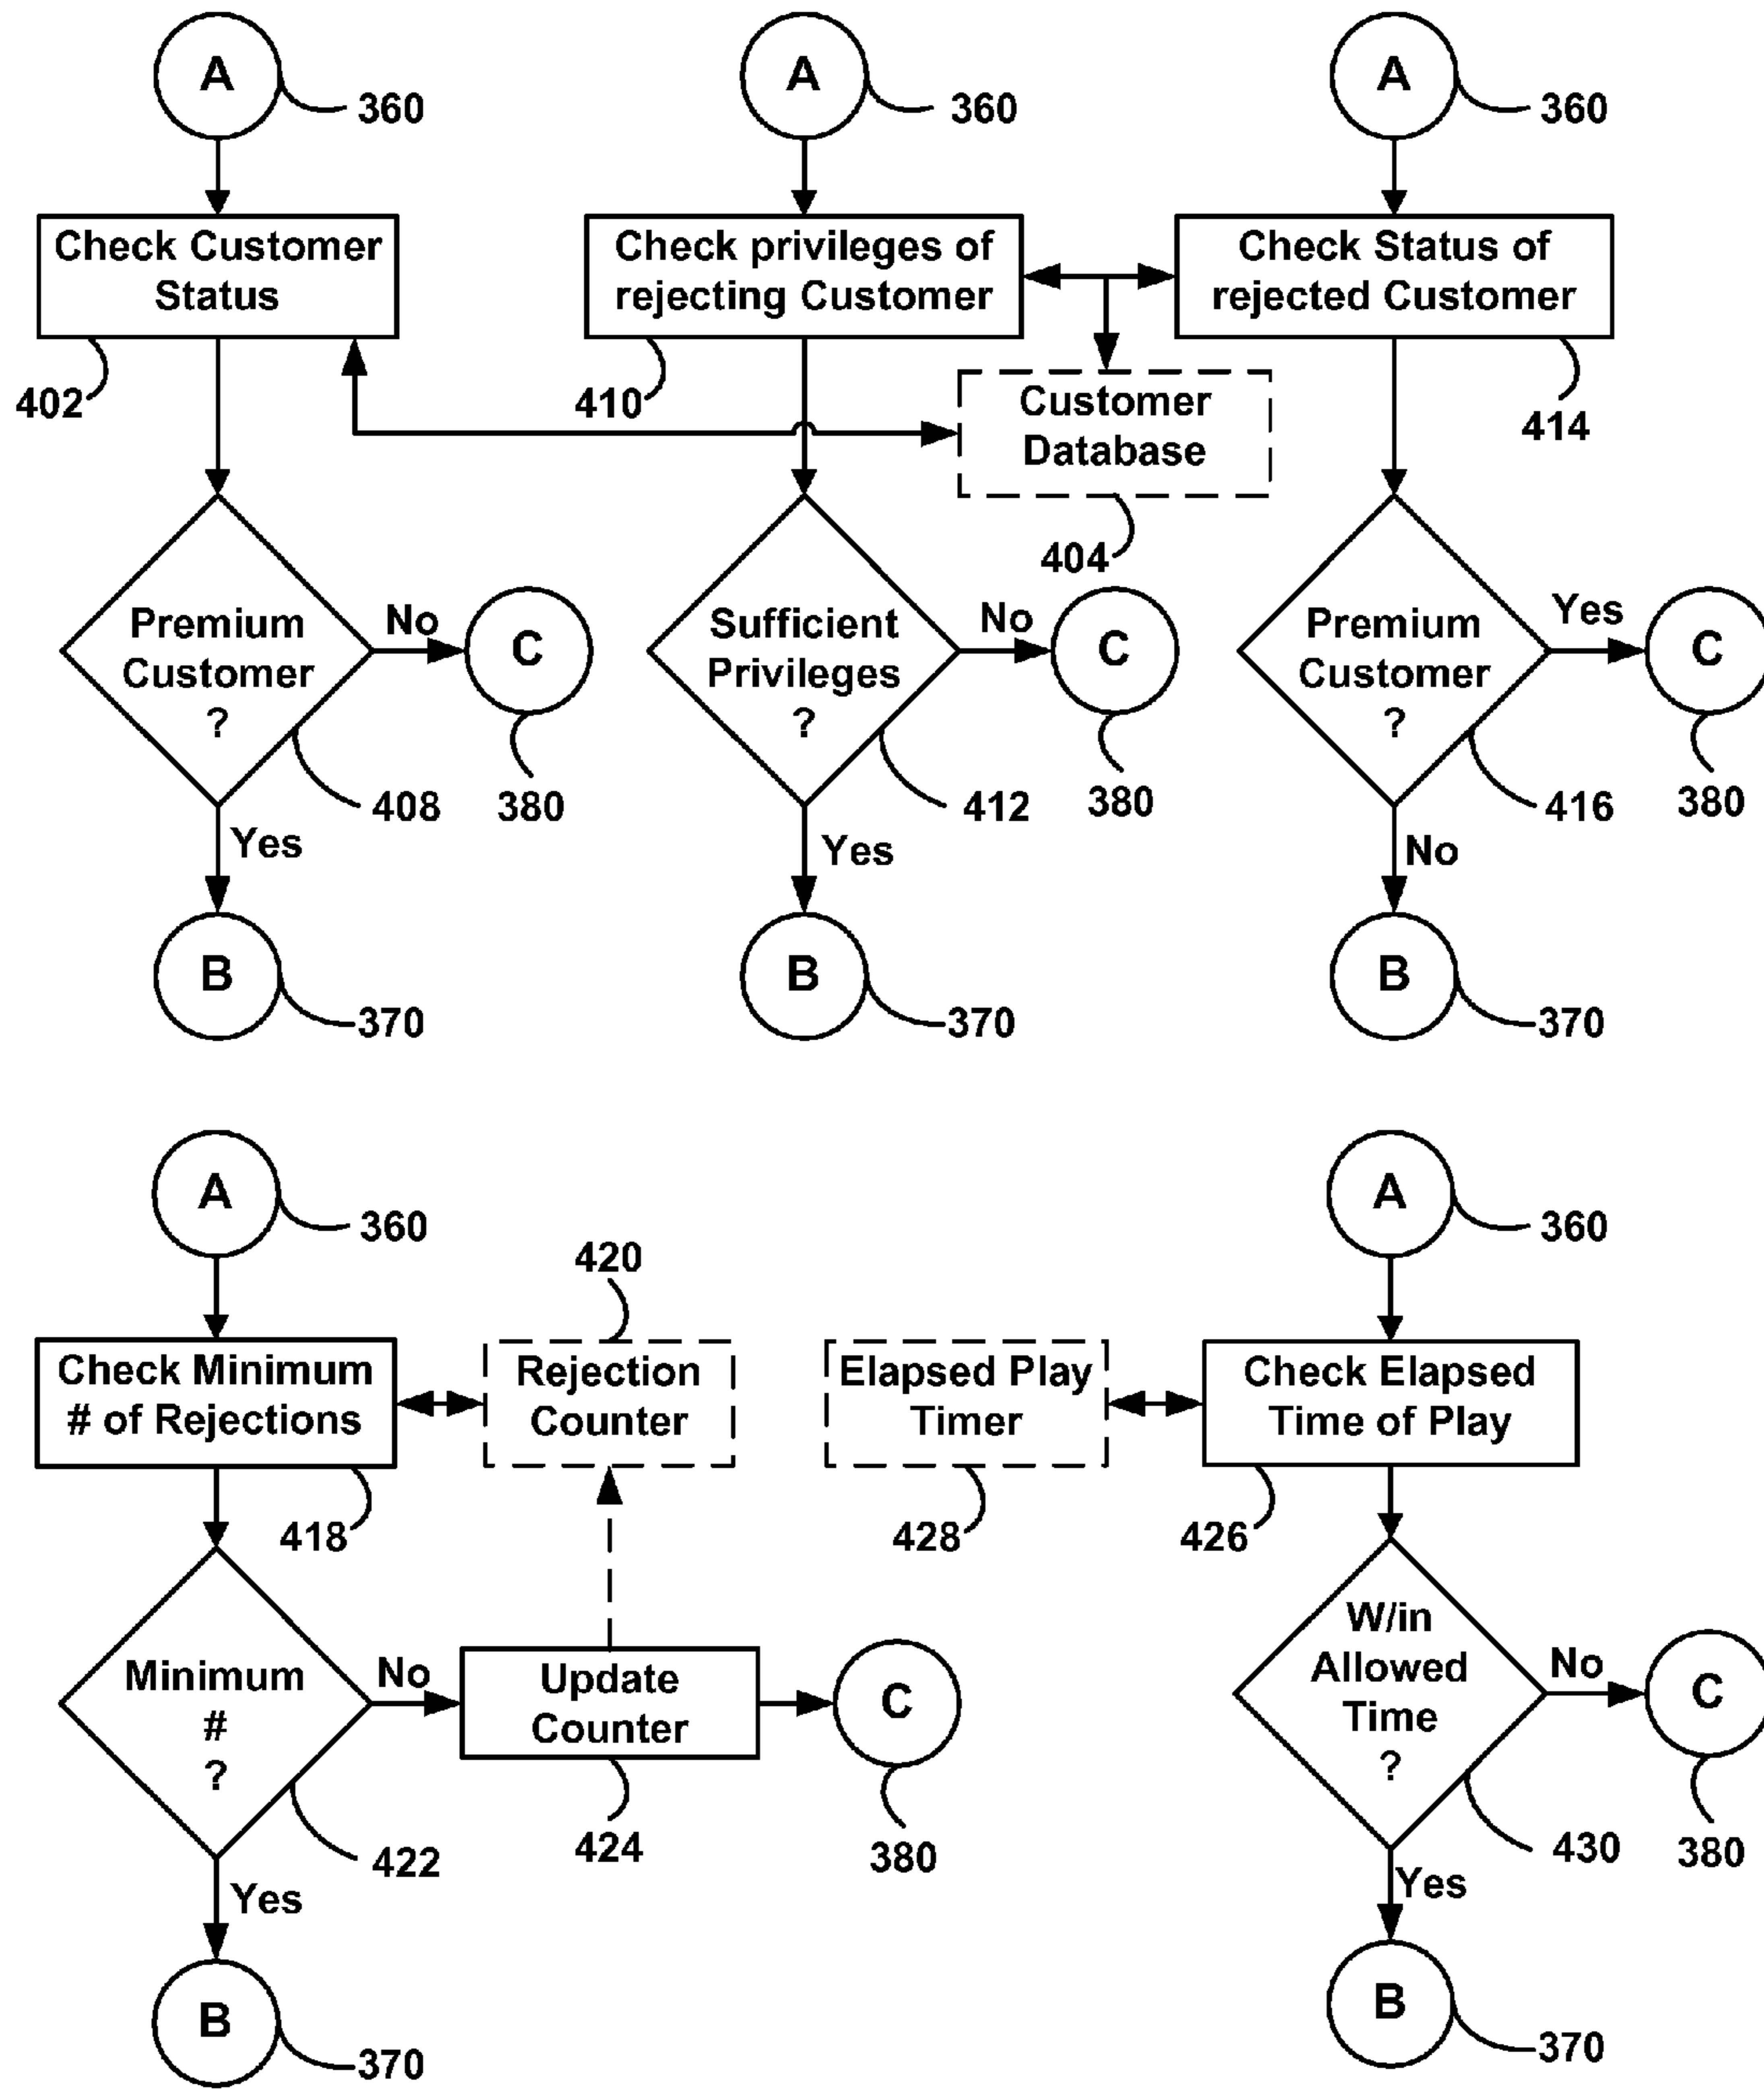 A
360
A
360
A
360
Check Customer
Status
402
Check privileges of
rejecting Customer
410
Check Status of
rejected Customer
414
Customer
Database
404
Premium
Customer
?
408
No
C
380
Yes
B
370
Sufficient
Privileges
?
412
No
C
380
Yes
B
370
Premium
Customer
?
416
Yes
C
380
No
B
370
A
360
Check Minimum
# of Rejections
418
420
Rejection
Counter
Minimum
#
?
422
No
Update
Counter
424
C
380
Yes
B
370
A
360
Elapsed Play
Timer
428
Check Elapsed
Time of Play
426
W/in
Allowed
Time
?
430
No
C
380
Yes
B
370